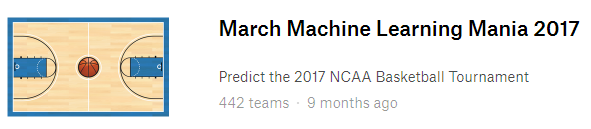 March Machine Learning Mania 2017
Predict the 2017 NCAA Basketball Tournament
442 teams · 9 months ago